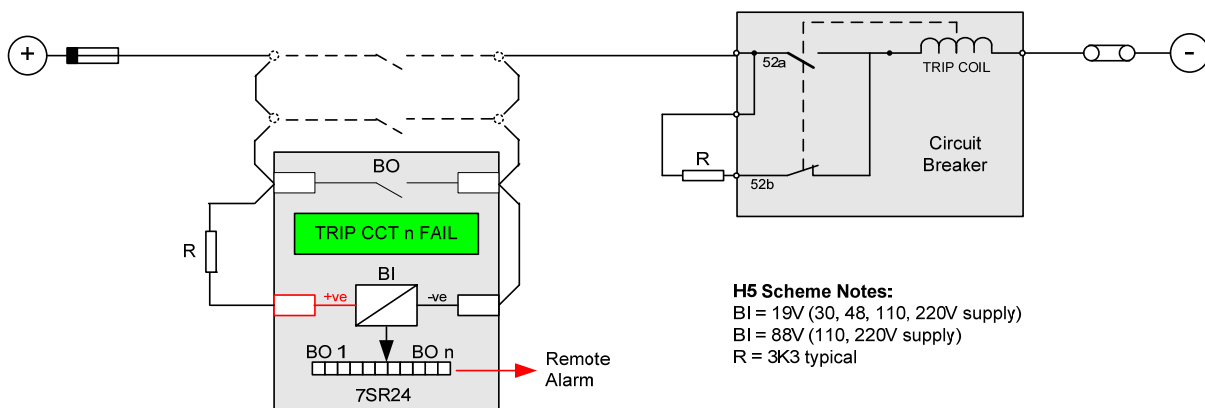 +
-
52a
TRIP COIL
Circuit
Breaker
R
52b
BO
TRIP CCT n FAIL
R
BI
+ve
-ve
BO 1
BO n
7SR24
Remote
Alarm
H5 Scheme Notes:
BI = 19V (30, 48, 110, 220V supply)
BI = 88V (110, 220V supply)
R = 3K3 typical